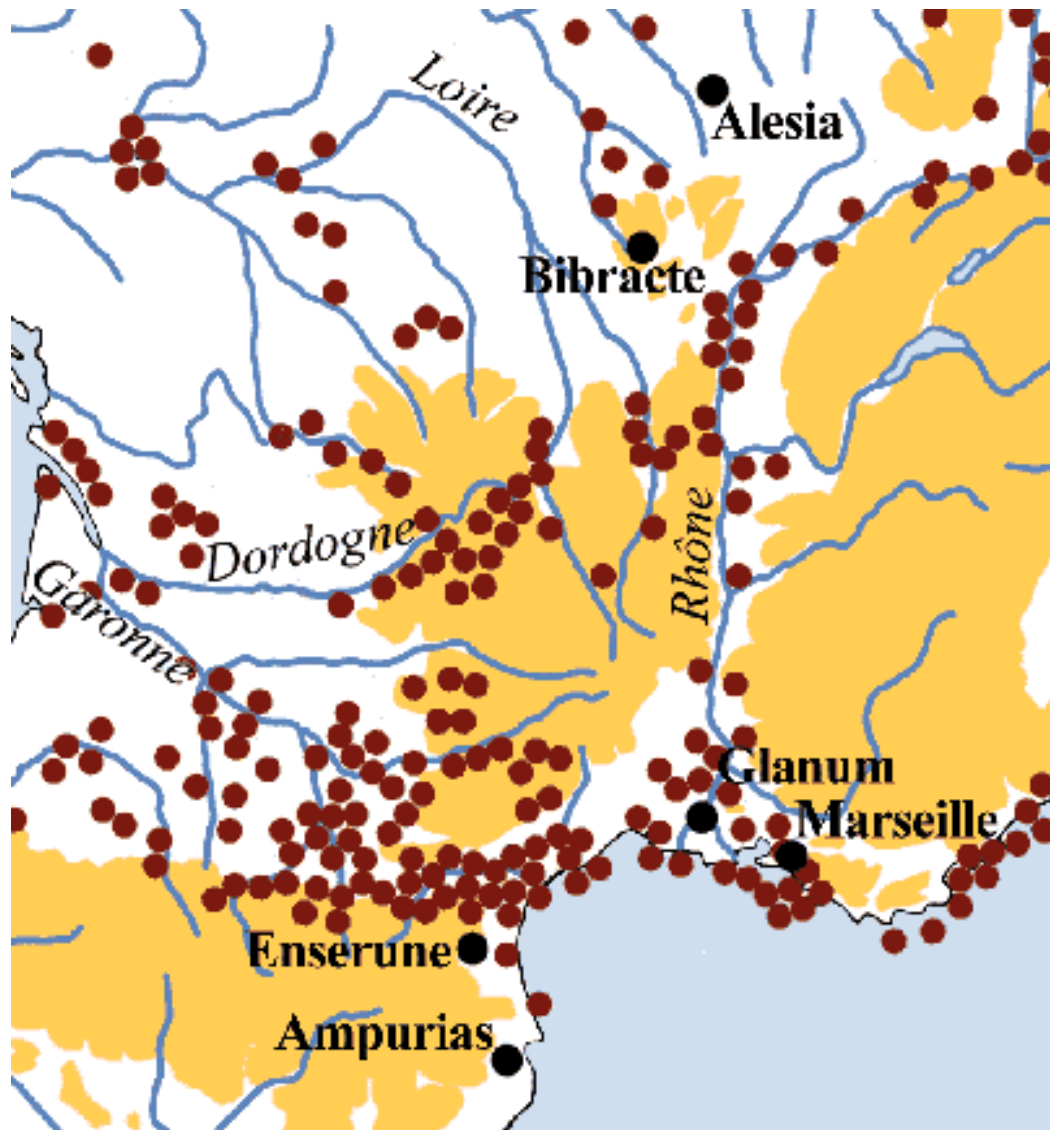 Loire
Alesia
Bibracte
Rhône
Dordogne
Garonne
Glanum
Marseille
Enserune
Ampurias